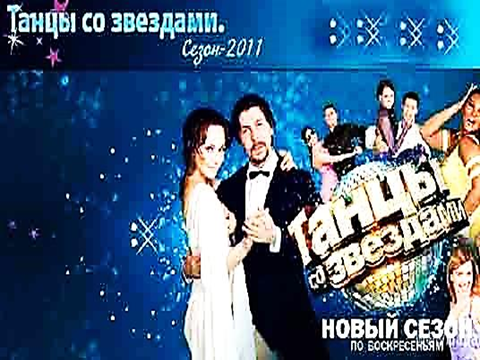 Танцы со звездами.
Сезон-2011
Танцы
со звездами
НОВЫЙ СЕЗОН
ПО ВОСКРЕСЕНЬЯМ